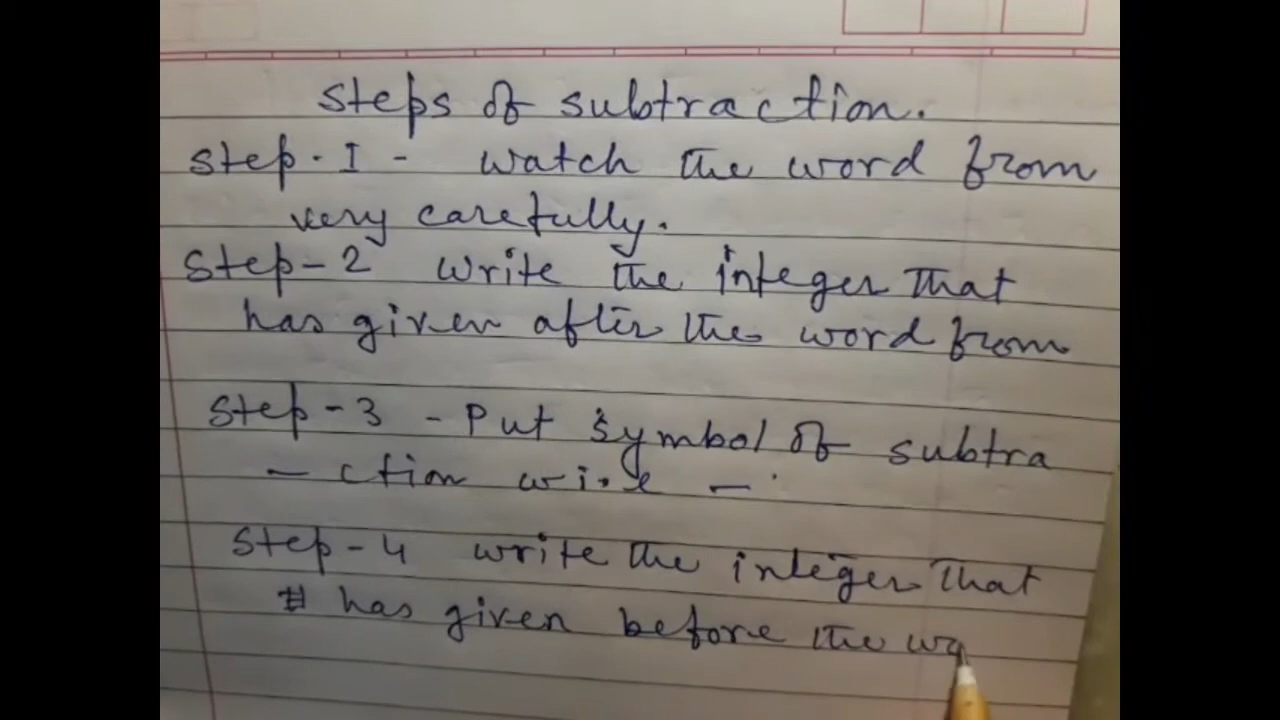 Steps of subtraction.
Step - I - Watch the word from
very carefully.
Step - 2 Write the integer that
has given after the word from
Step - 3 - Put symbol of subtra
- ction
Step - 4 write the integer that
has given before the